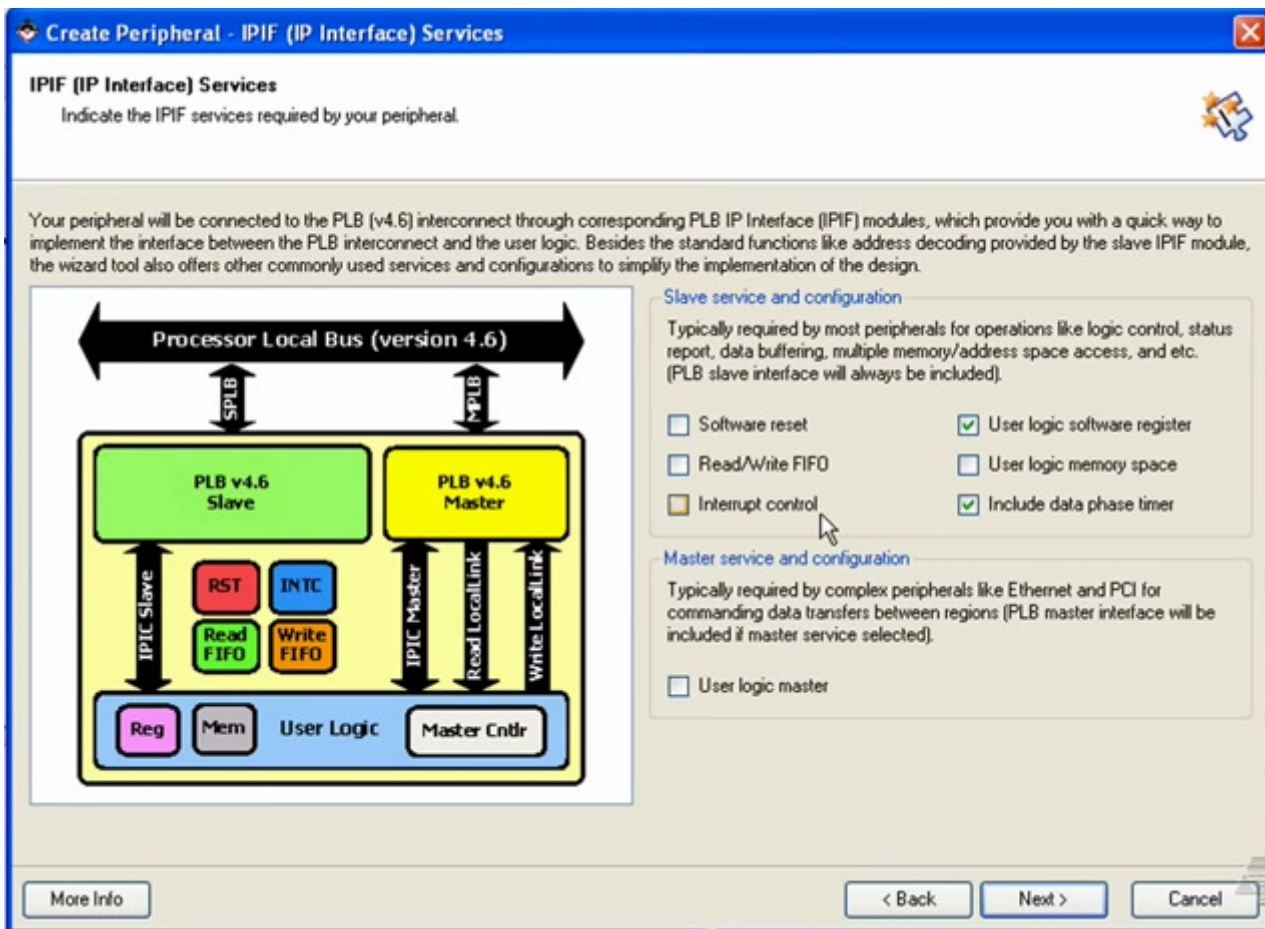 Create Peripheral - IPIF (IP Interface) Services
IPIF (IP Interface) Services
Indicate the IPIF services required by your peripheral.
Your peripheral will be connected to the PLB (v4.6) interconnect through corresponding PLB IP Interface (IPIF) modules, which provide you with a quick way to
implement the interface between the PLB interconnect and the user logic. Besides the standard functions like address decoding provided by the slave IPIF module,
the wizard tool also offers other commonly used services and configurations to simplify the implementation of the design.
Processor Local Bus (version 4.6)
SPLB
MPLB
PLB v4.6
Slave
PLB v4.6
Master
IPIC Slave
RST
INTC
Read
FIFO
Write
FIFO
IPIC Master
Read LocalLink
Write LocalLink
Reg
Mem
User Logic
Master Cntlr
Slave service and configuration
Typically required by most peripherals for operations like logic control, status
report, data buffering, multiple memory/address space access, and etc.
(PLB slave interface will always be included).
Software reset
User logic software register
Read/Write FIFO
User logic memory space
Interrupt control
Include data phase timer
Master service and configuration
Typically required by complex peripherals like Ethernet and PCI for
commanding data transfers between regions (PLB master interface will be
included if master service selected).
User logic master
More Info
< Back
Next >
Cancel